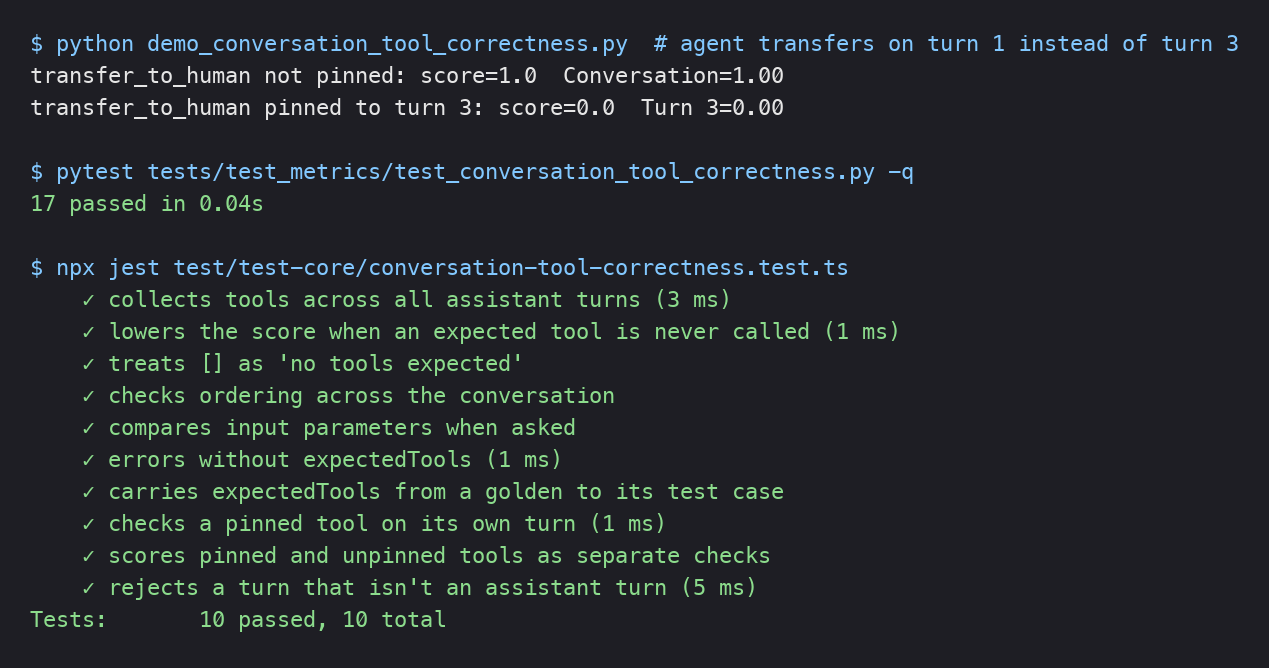 $ python demo_conversation_tool_correctness.py  # agent transfers on turn 1 instead of turn 3
transfer_to_human not pinned: score=1.0  Conversation=1.00
transfer_to_human pinned to turn 3: score=0.0  Turn 3=0.00
$ pytest tests/test_metrics/test_conversation_tool_correctness.py -q
17 passed in 0.04s
$ npx jest test/test-core/conversation-tool-correctness.test.ts
✓ collects tools across all assistant turns (3 ms)
✓ lowers the score when an expected tool is never called (1 ms)
✓ treats [] as 'no tools expected'
✓ checks ordering across the conversation
✓ compares input parameters when asked
✓ errors without expectedTools (1 ms)
✓ carries expectedTools from a golden to its test case
✓ checks a pinned tool on its own turn (1 ms)
✓ scores pinned and unpinned tools as separate checks
✓ rejects a turn that isn't an assistant turn (5 ms)
Tests:       10 passed, 10 total